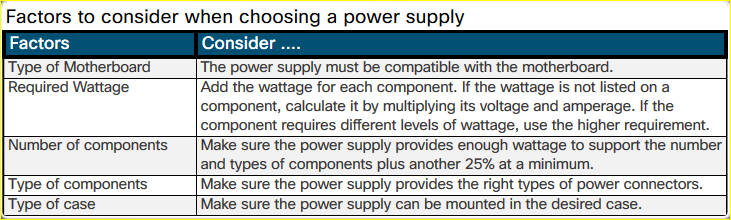 Factors to consider when choosing a power supply
Factors Consider ....
Type of Motherboard The power supply must be compatible with the motherboard.
Required Wattage Add the wattage for each component. If the wattage is not listed on a
component, calculate it by multiplying its voltage and amperage. If the
component requires different levels of wattage, use the higher requirement.
Number of components Make sure the power supply provides enough wattage to support the number
and types of components plus another 25% at a minimum.
Type of components Make sure the power supply provides the right types of power connectors.
Type of case Make sure the power supply can be mounted in the desired case.